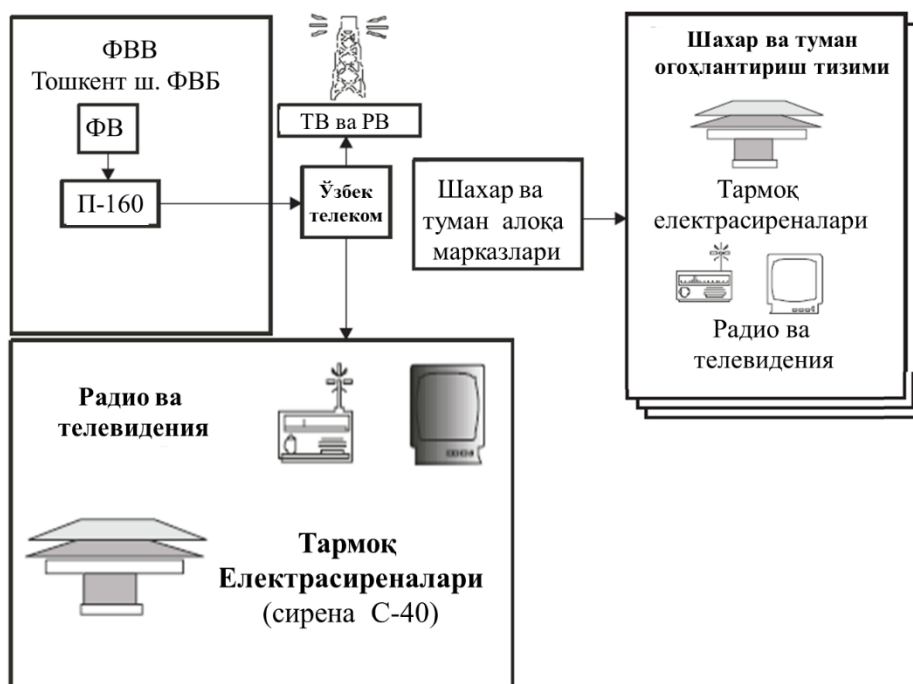 ФВВ
Тошкент ш. ФВБ
ФВ
П-160
ТВ ва РВ
Ўзбек
телеком
Шахар ва
туман алоқа
марказлари
Шахар ва туман
огоҳлантириш тизими
Тармоқ
електрасиреналари
Радио ва
телевидения
Радио ва
телевидения
Тармоқ
Електрасиреналари
(сирена С-40)